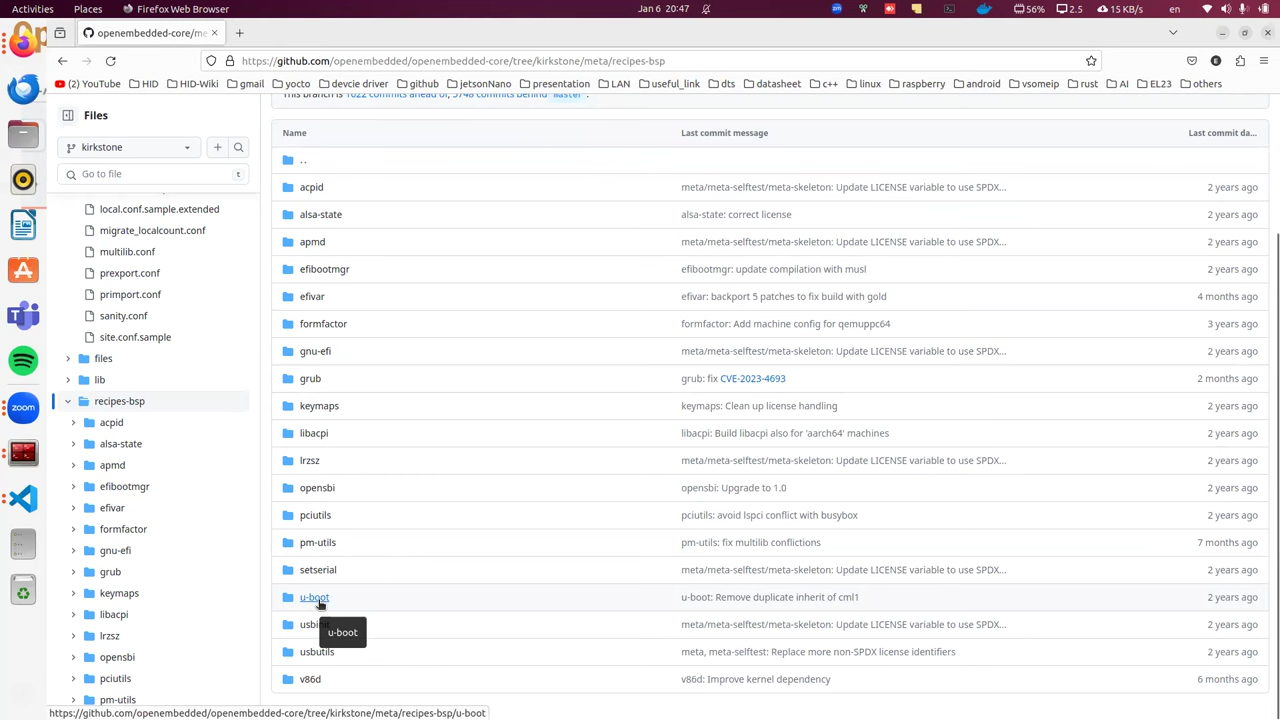 Activities Places Firefox Web Browser Jan 6 20:47 56% 2.5 15 KB/s en
openembedded-core/me
https://github.com/openembedded/openembedded-core/tree/kirkstone/meta/recipes-bsp
(2) YouTube HID HID-Wiki gmail yocto devcie driver github jetsonNano presentation LAN useful_link dts datasheet c++ linux raspberry android vsomeip rust AI EL23 others
Files
kirkstone
Go to file t
local.conf.sample.extended
migrate_localcount.conf
multilib.conf
prexport.conf
primport.conf
sanity.conf
site.conf.sample
files
lib
recipes-bsp
acpid
alsa-state
apmd
efibootmgr
efivar
formfactor
gnu-efi
grub
keymaps
libacpi
lrzsz
opensbi
pciutils
pm-utils
Name Last commit message Last commit da...
..
acpid meta/meta-selftest/meta-skeleton: Update LICENSE variable to use SPDX... 2 years ago
alsa-state alsa-state: correct license 2 years ago
apmd meta/meta-selftest/meta-skeleton: Update LICENSE variable to use SPDX... 2 years ago
efibootmgr efibootmgr: update compilation with musl 2 years ago
efivar efivar: backport 5 patches to fix build with gold 4 months ago
formfactor formfactor: Add machine config for qemuppc64 3 years ago
gnu-efi meta/meta-selftest/meta-skeleton: Update LICENSE variable to use SPDX... 2 years ago
grub grub: fix CVE-2023-4693 2 months ago
keymaps keymaps: Clean up license handling 2 years ago
libacpi libacpi: Build libacpi also for 'aarch64' machines 2 years ago
lrzsz meta/meta-selftest/meta-skeleton: Update LICENSE variable to use SPDX... 2 years ago
opensbi opensbi: Upgrade to 1.0 2 years ago
pciutils pciutils: avoid lspci conflict with busybox 2 years ago
pm-utils pm-utils: fix multilib conflictions 7 months ago
setserial meta/meta-selftest/meta-skeleton: Update LICENSE variable to use SPDX... 2 years ago
u-boot u-boot: Remove duplicate inherit of cml1 2 years ago
meta/meta-selftest/meta-skeleton: Update LICENSE variable to use SPDX... 2 years ago
u-boot
usbutils meta, meta-selftest: Replace more non-SPDX license identifiers 2 years ago
v86d v86d: Improve kernel dependency 6 months ago
https://github.com/openembedded/openembedded-core/tree/kirkstone/meta/recipes-bsp/u-boot
zoom